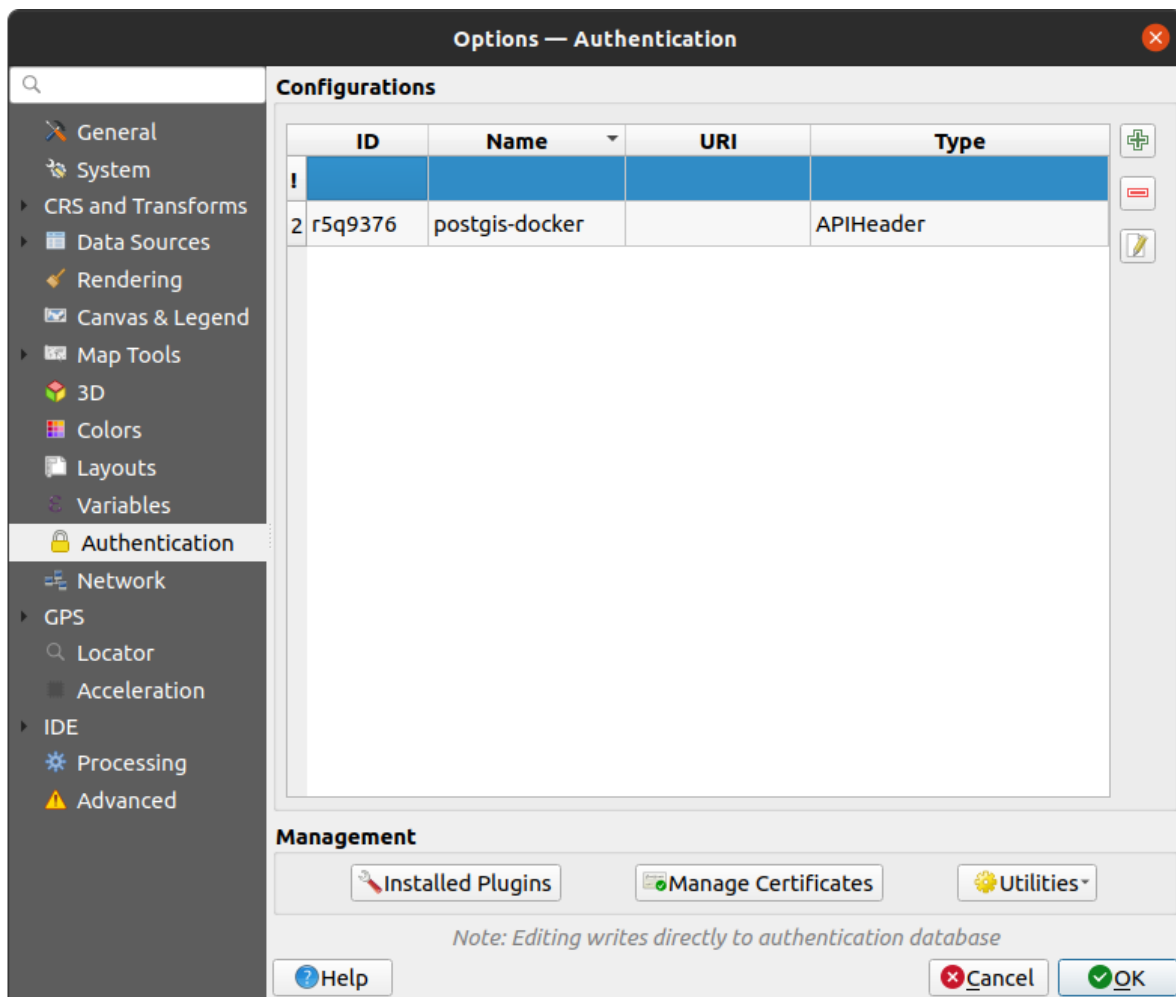 Options — Authentication
Configurations
General
System
CRS and Transforms
Data Sources
Rendering
Canvas & Legend
Map Tools
3D
Colors
Layouts
Variables
Authentication
Network
GPS
Locator
Acceleration
IDE
Processing
Advanced
ID Name URI Type
!
2 r5q9376 postgis-docker APIHeader
Management
Installed Plugins Manage Certificates Utilities
Note: Editing writes directly to authentication database
Help Cancel OK